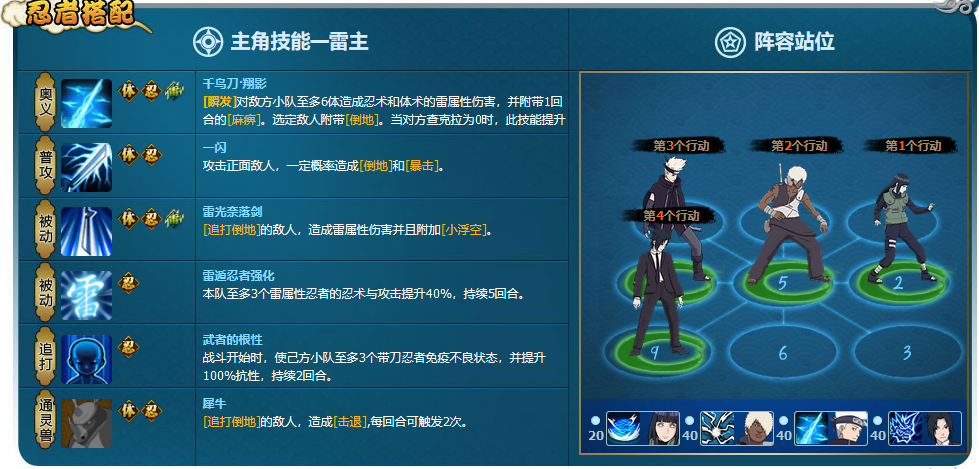 忍者搭配
主角技能—雷主
奥义
千鸟刀·翔影
[瞬发]对敌方小队至多6体造成忍术和体术的雷属性伤害，并附带1回
合的[麻痹]。选定敌人附带[倒地]。当对方查克拉为0时，此技能提升
普攻
一闪
攻击正面敌人，一定概率造成[倒地]和[暴击]。
被动
雷光奈落剑
[追打倒地]的敌人，造成雷属性伤害并且附加[小浮空]。
被动
雷遁忍者强化
本队至多3个雷属性忍者的忍术与攻击提升40%，持续5回合。
追打
武者的根性
战斗开始时，使己方小队至多3个带刀忍者免疫不良状态，并提升
100%抗性，持续2回合。
通灵兽
犀牛
[追打倒地]的敌人，造成[击退],每回合可触发2次。
体 忍
体 忍
体 忍
忍
忍
体 忍
雷
阵容站位
第3个行动
第2个行动
第1个行动
第4个行动
5
2
9
6
3
20
40
40
40